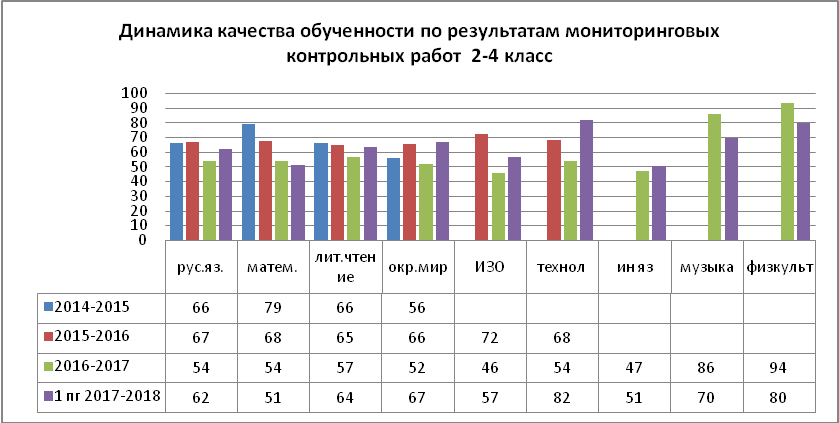 Динамика качества обученности по результатам мониторинговых
контрольных работ 2-4 класс
100
90
80
70
60
50
40
30
20
10
0
рус.яз. матем. лит.чтен ие окр.мир ИЗО технол ин яз музыка физкульт
2014-2015 66 79 66 56
2015-2016 67 68 65 66 72 68
2016-2017 54 54 57 52 46 54 47 86 94
1 пг 2017-2018 62 51 64 67 57 82 51 70 80